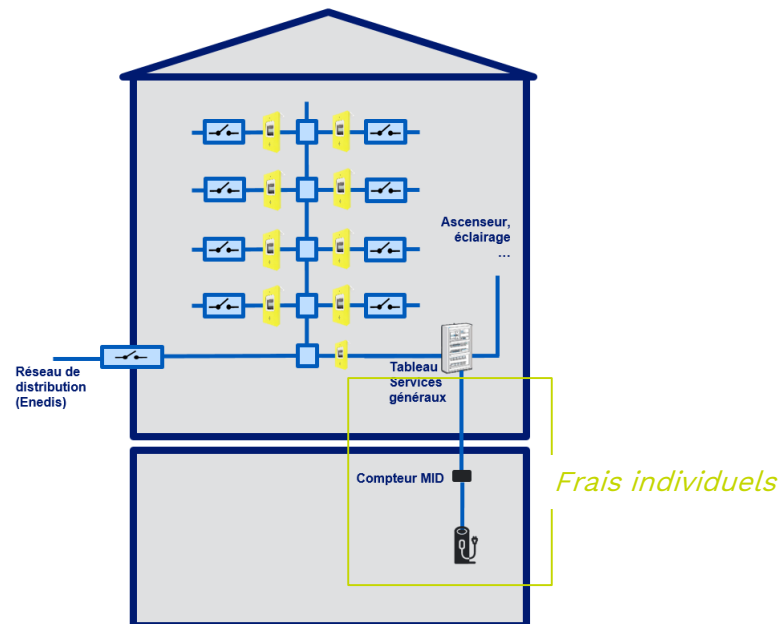 Ascenseur,
éclairage
...
Réseau de
distribution
(Enedis)
Tableau
Services
généraux
Compteur MID
Frais individuels